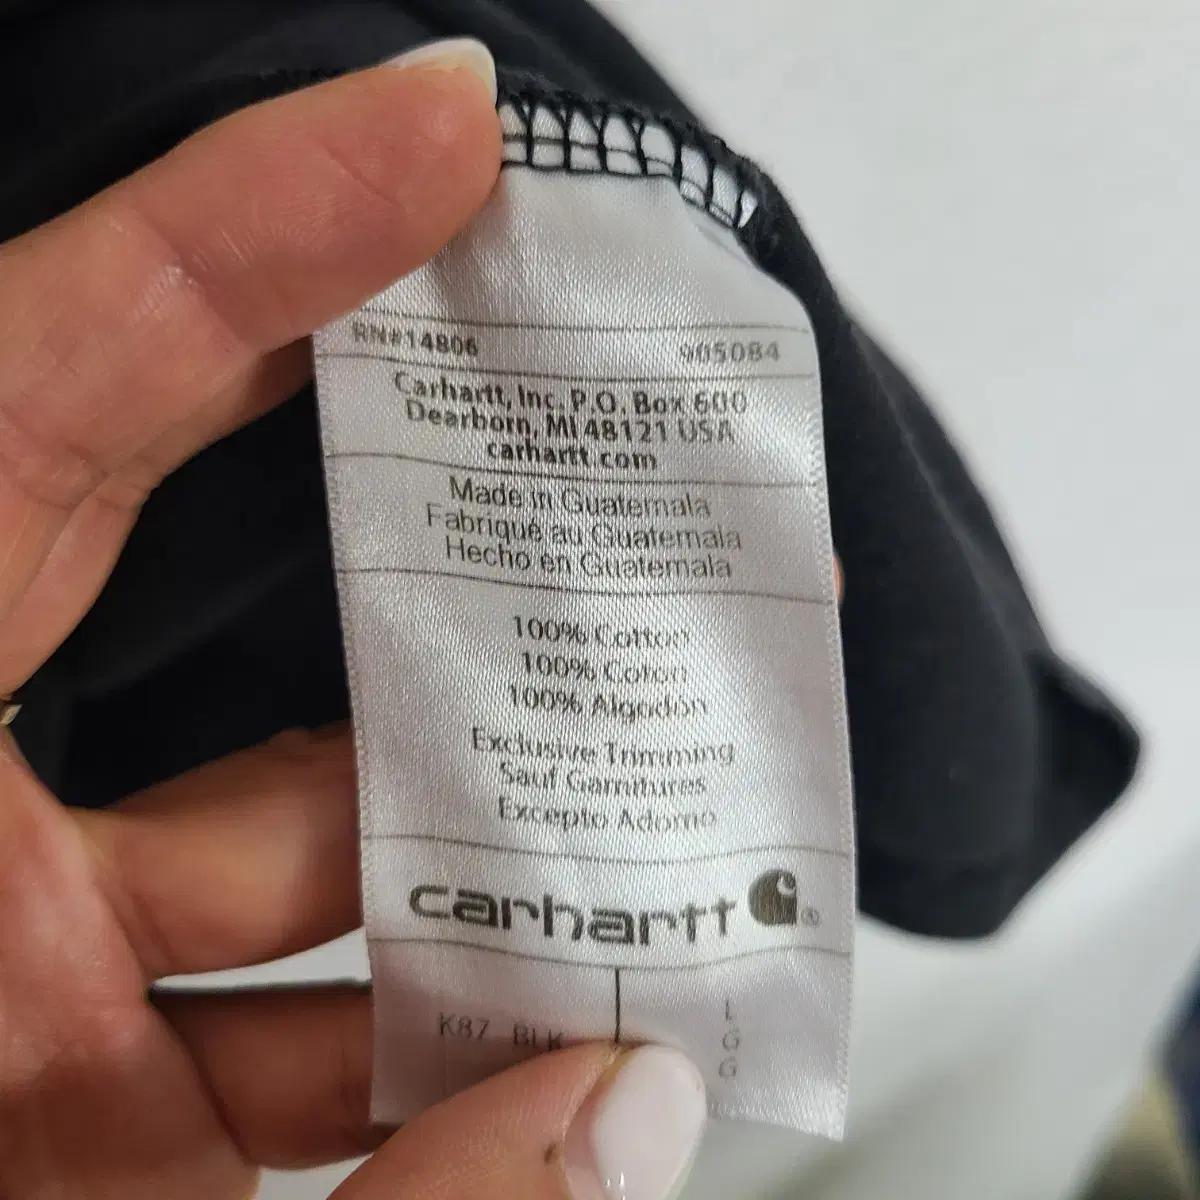 RN#14806 905084
Carhartt, Inc. P.O. Box 600
Dearborn, MI 48121 USA
carhartt.com
Made in Guatemala
Fabriqué au Guatemala
Hecho en Guatemala
100% Cotton
100% Coton
100% Algodón
Exclusive Trimming
Sauf Garnitures
Excepto Adorno
carhartt ®
K87 BLK
L
G
G